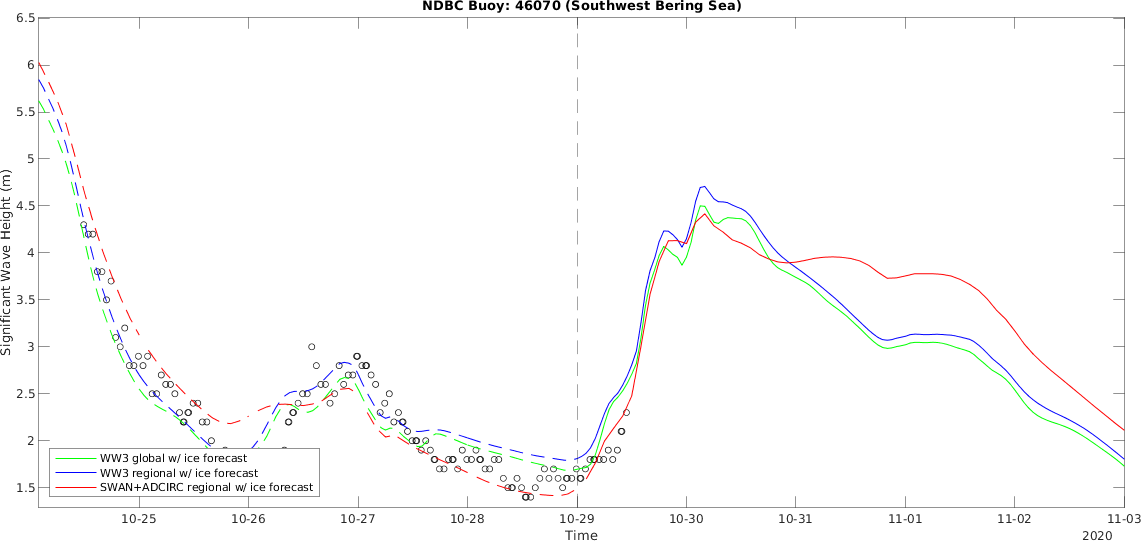 NDBC Buoy: 46070 (Southwest Bering Sea)
6.5
6
5.5
5
4.5
4
3.5
3
2.5
2
1.5
Significant Wave Height (m)
WW3 global w/ ice forecast
WW3 regional w/ ice forecast
SWAN+ADCIRC regional w/ ice forecast
10-25 10-26 10-27 10-28 10-29 10-30 10-31 11-01 11-02 11-03
Time
2020